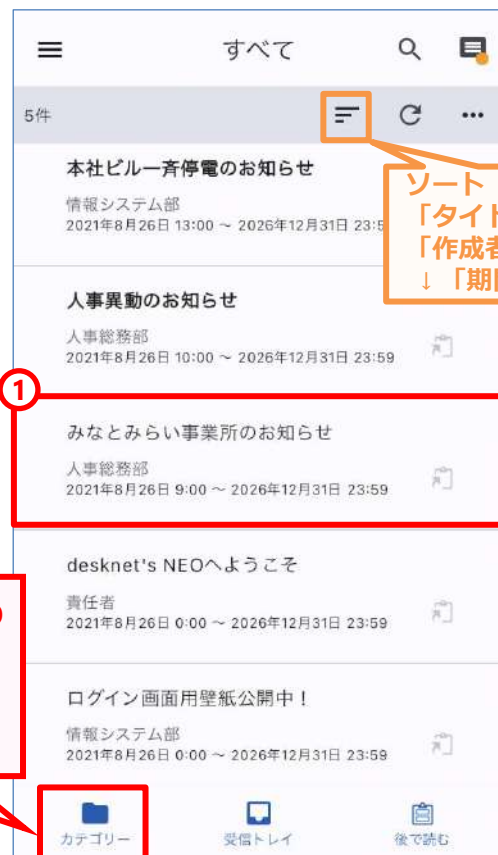 すべて
5件
本社ビル一斉停電のお知らせ
情報システム部
2021年8月26日 13:00 ～ 2026年12月31日 23:5
ソート
「タイト
「作成者
↓「期
人事異動のお知らせ
人事総務部
2021年8月26日 10:00 ～ 2026年12月31日 23:59
①
みなとみらい事業所のお知らせ
人事総務部
2021年8月26日 9:00 ～ 2026年12月31日 23:59
desknet's NEOへようこそ
責任者
2021年8月26日 0:00 ～ 2026年12月31日 23:59
ログイン画面用壁紙公開中！
情報システム部
2021年8月26日 0:00 ～ 2026年12月31日 23:59
カテゴリー 受信トレイ 後で読む